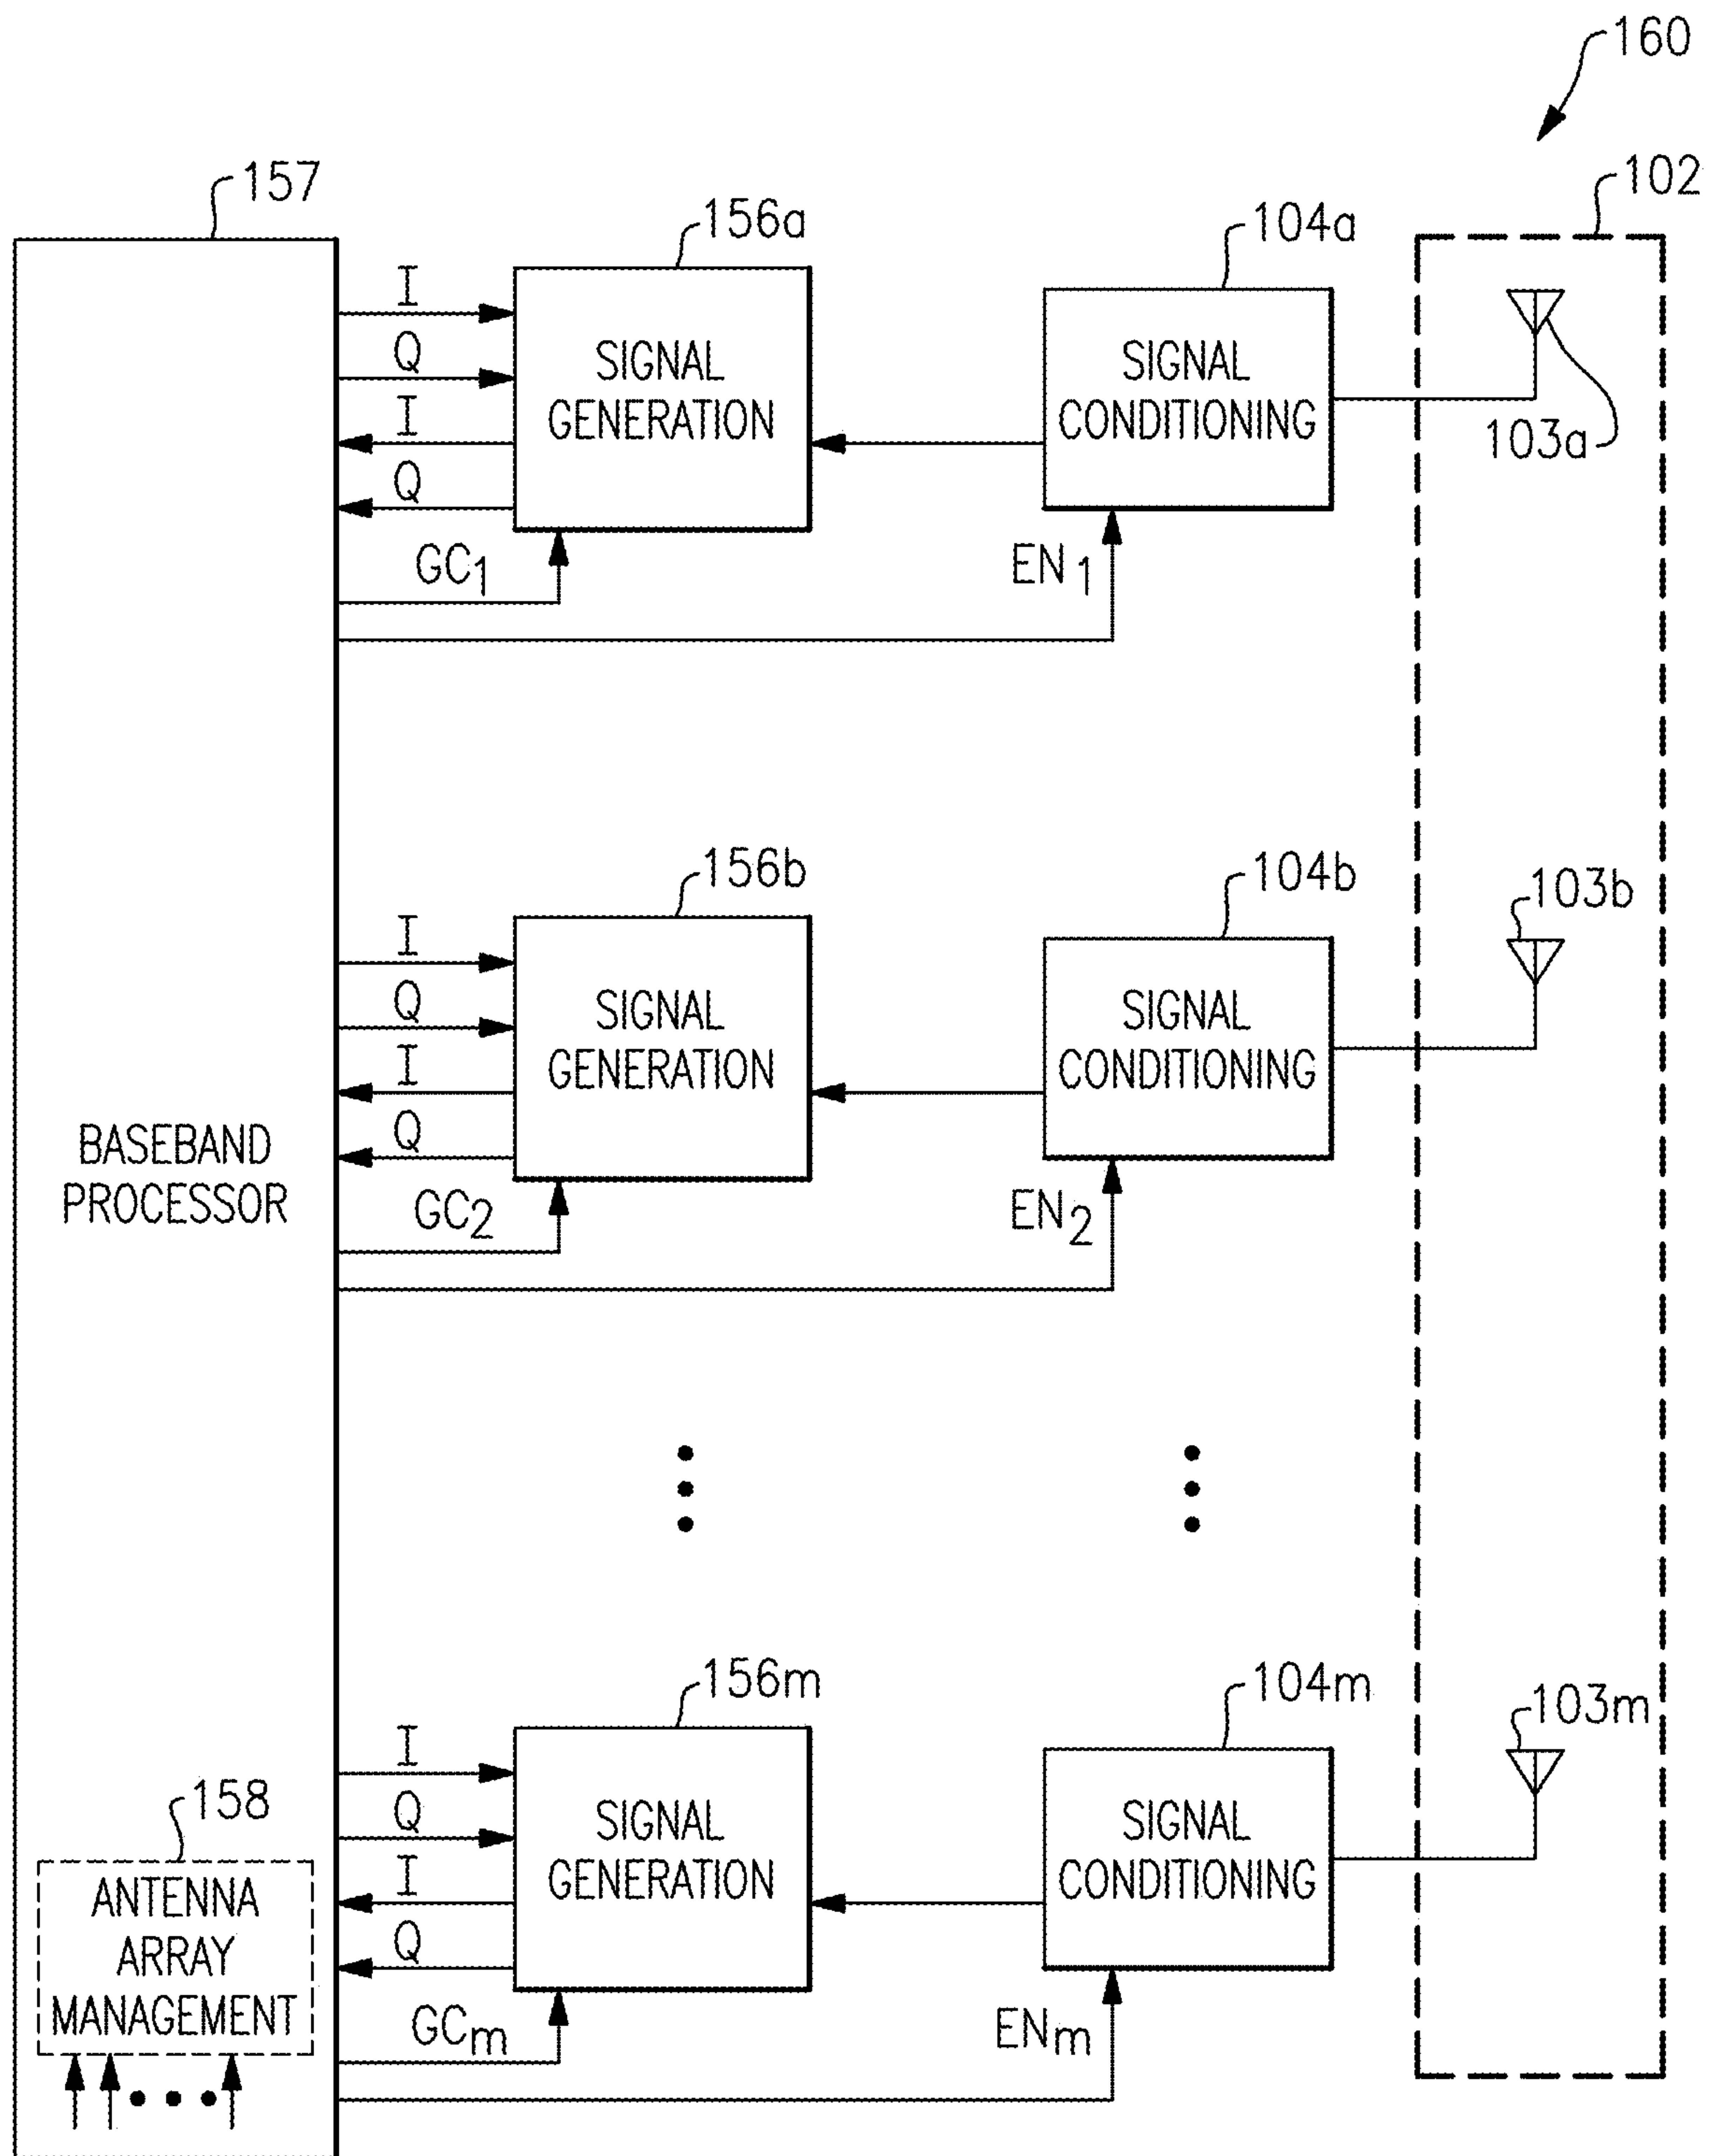 160
157
102
156a
104a
I
Q
I
Q
SIGNAL
GENERATION
SIGNAL
CONDITIONING
103a
GC1
EN1
156b
104b
103b
I
Q
I
Q
SIGNAL
GENERATION
SIGNAL
CONDITIONING
BASEBAND
PROCESSOR
GC2
EN2
156m
104m
103m
I
Q
I
Q
SIGNAL
GENERATION
SIGNAL
CONDITIONING
158
ANTENNA
ARRAY
MANAGEMENT
GCm
ENm